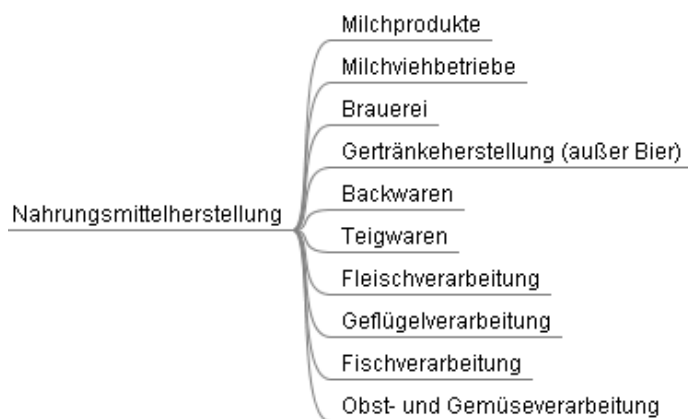 Milchprodukte
Milchviehbetriebe
Brauerei
Gertränkeherstellung (außer Bier)
Backwaren
Nahrungsmittelherstellung
Teigwaren
Fleischverarbeitung
Geflügelverarbeitung
Fischverarbeitung
Obst- und Gemüseverarbeitung